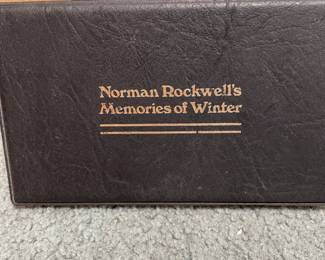 Norman Rockwell's
Memories of Winter